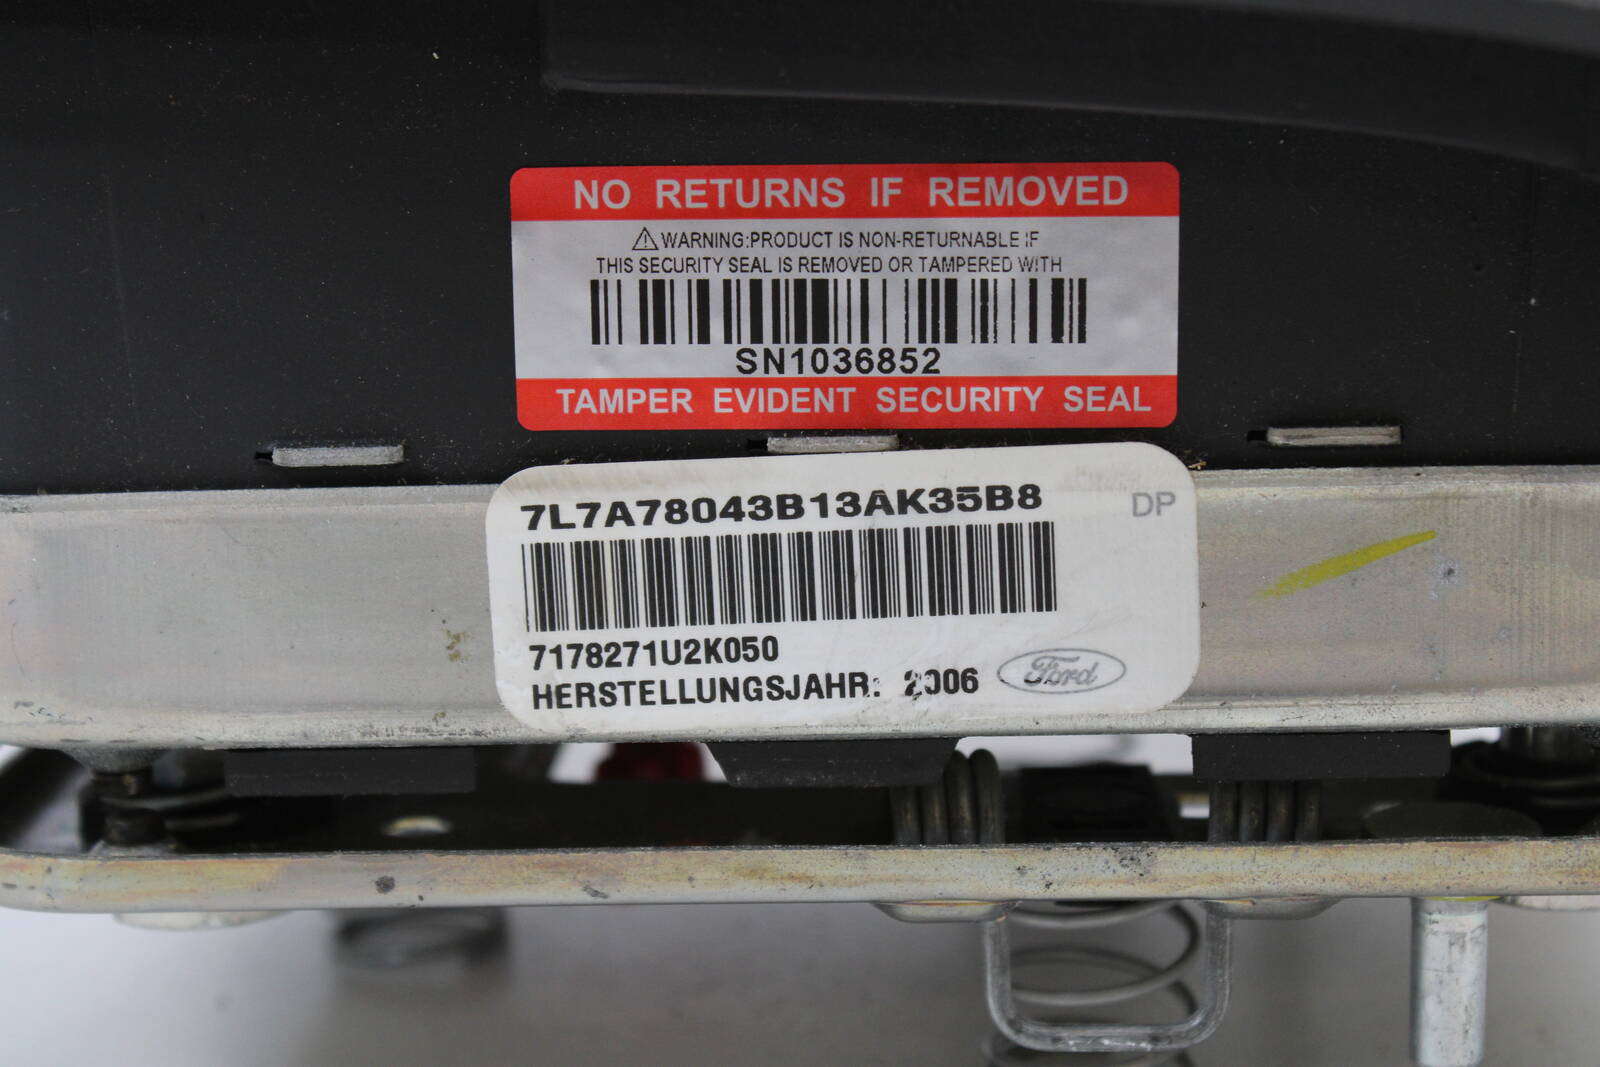 NO RETURNS IF REMOVED
WARNING:PRODUCT IS NON-RETURNABLE IF
THIS SECURITY SEAL IS REMOVED OR TAMPERED WITH
SN1036852
TAMPER EVIDENT SECURITY SEAL
7L7A78043B13AK35B8
DP
7178271U2K050
HERSTELLUNGSJAHR: 2006
Ford